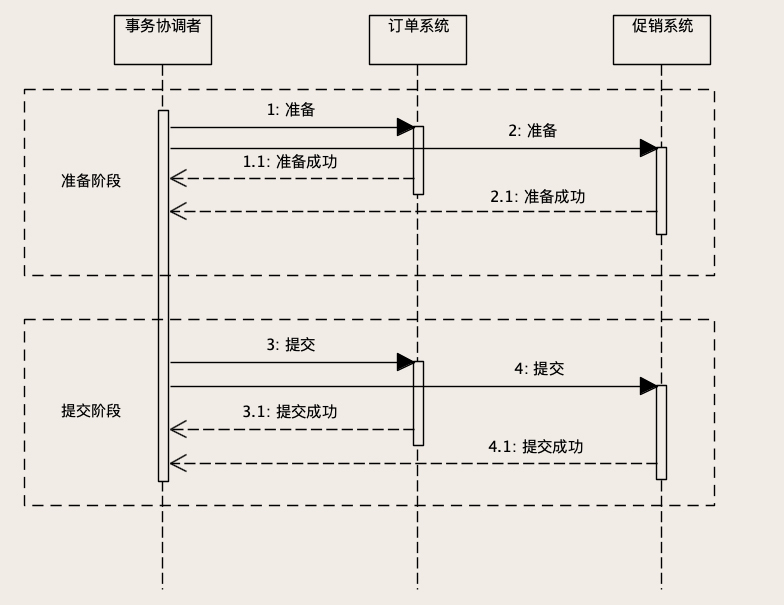 事务协调者
订单系统
促销系统
1: 准备
2: 准备
1.1: 准备成功
准备阶段
2.1: 准备成功
3: 提交
4: 提交
3.1: 提交成功
提交阶段
4.1: 提交成功